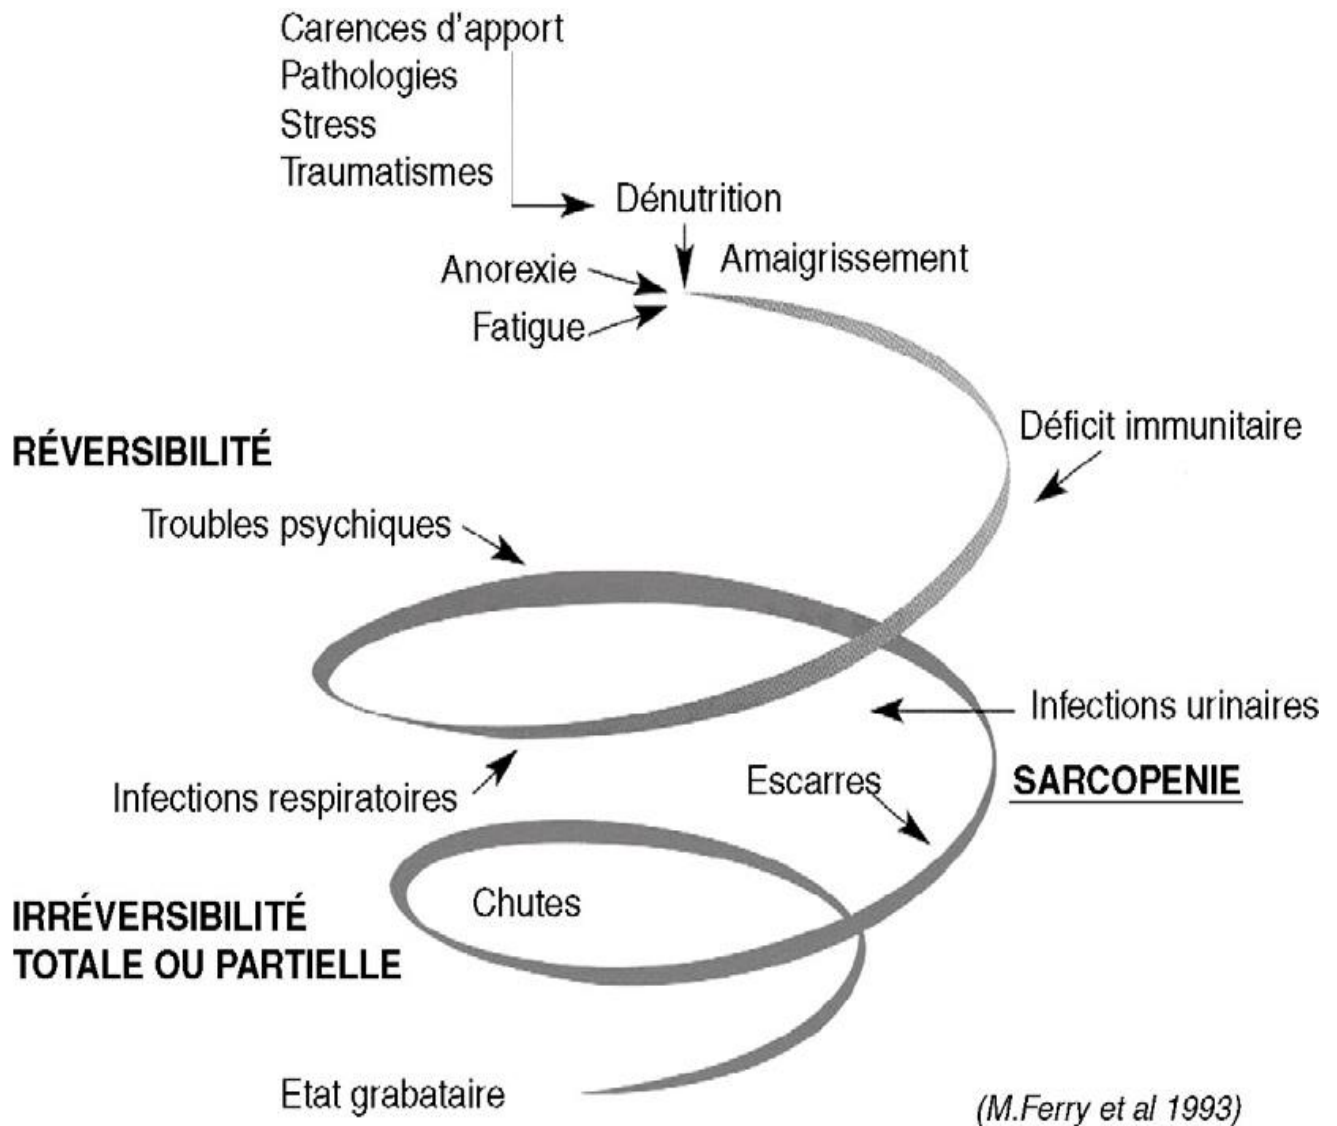 Carences d'apport
Pathologies
Stress
Traumatismes
Dénutrition
Amaigrissement
Anorexie
Fatigue
Déficit immunitaire
RÉVERSIBILITÉ
Troubles psychiques
Infections urinaires
Escarres
SARCOPENIE
Infections respiratoires
Chutes
IRRÉVERSIBILITÉ
TOTALE OU PARTIELLE
Etat grabataire
(M.Ferry et al 1993)